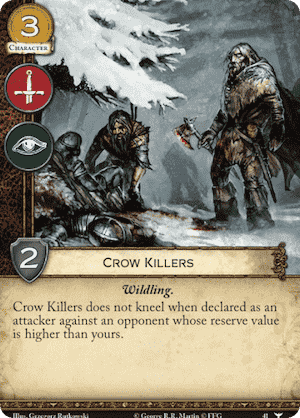 3
Character
2
Crow Killers
Wildling.
Crow Killers does not kneel when declared as an
attacker against an opponent whose reserve value
is higher than yours.
Illus. Grzegorz Rutkowski © George R.R. Martin © FFG 41